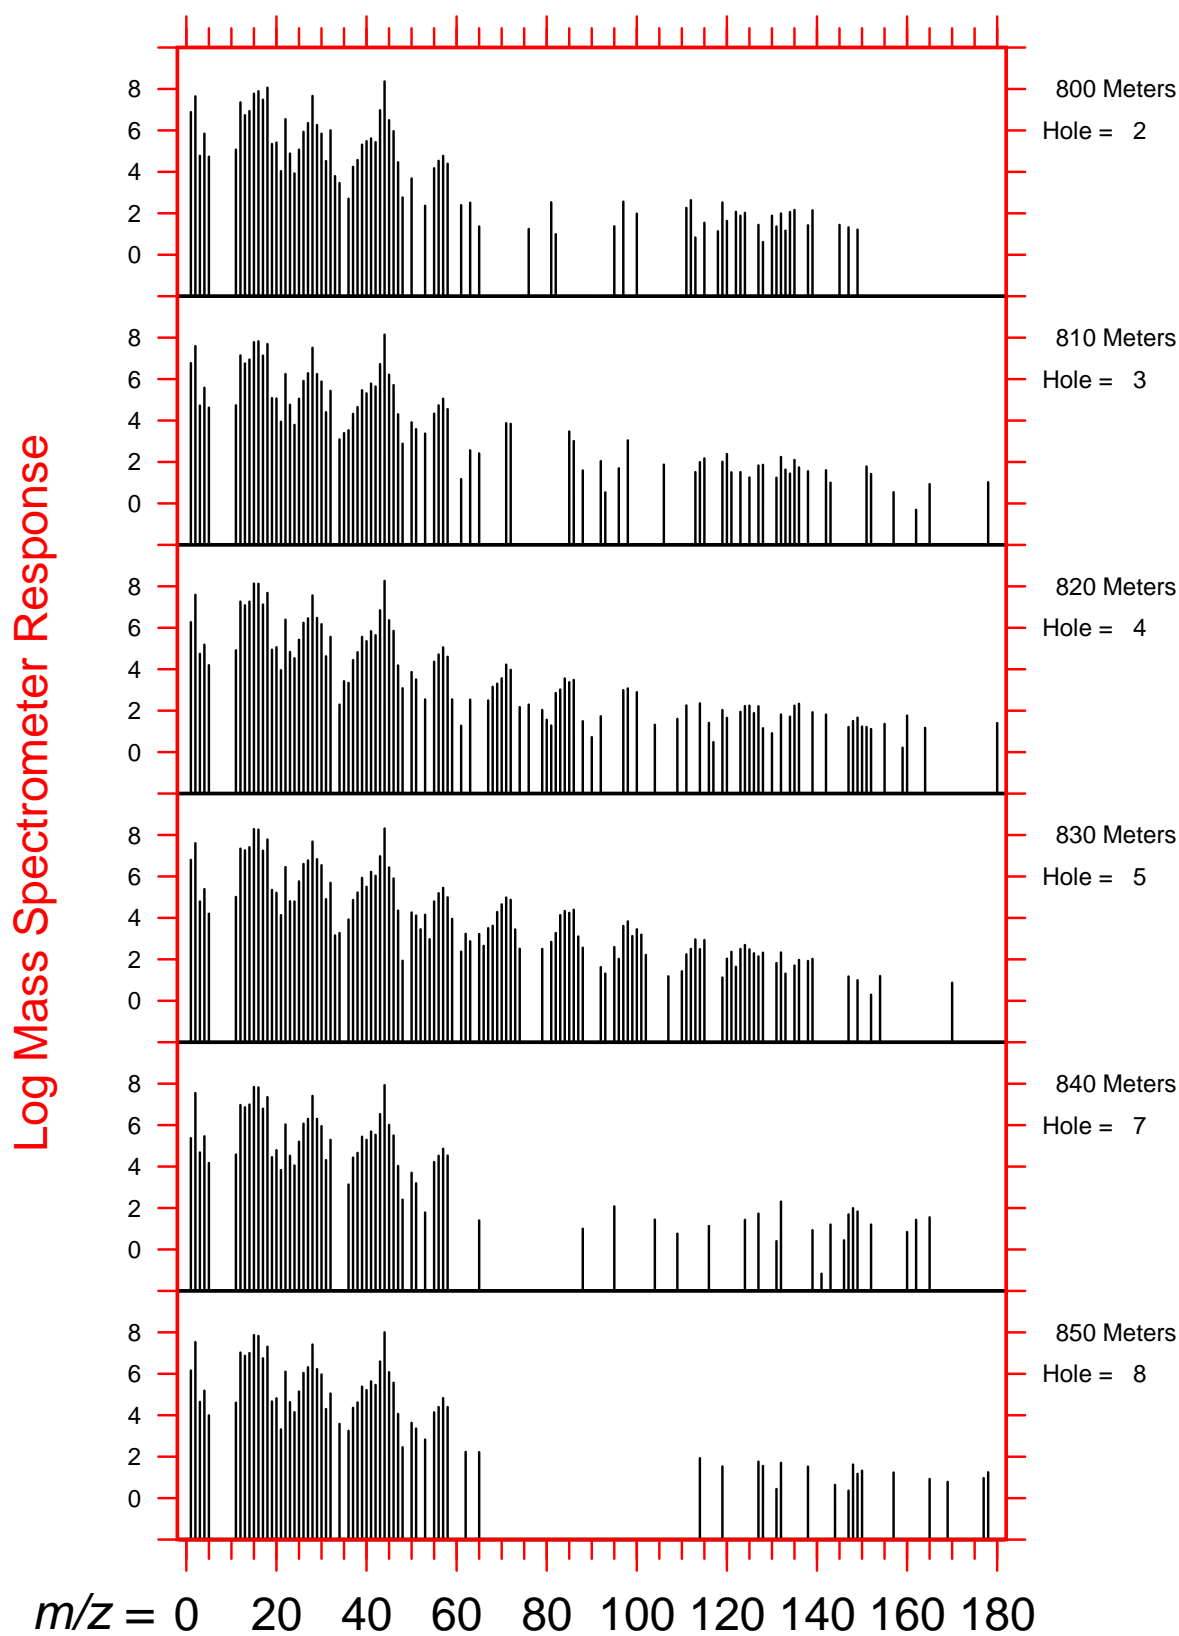 Log Mass Spectrometer Response
8
6
4
2
0
800 Meters
Hole = 2
8
6
4
2
0
810 Meters
Hole = 3
8
6
4
2
0
820 Meters
Hole = 4
8
6
4
2
0
830 Meters
Hole = 5
8
6
4
2
0
840 Meters
Hole = 7
8
6
4
2
0
850 Meters
Hole = 8
m/z = 0 20 40 60 80 100 120 140 160 180